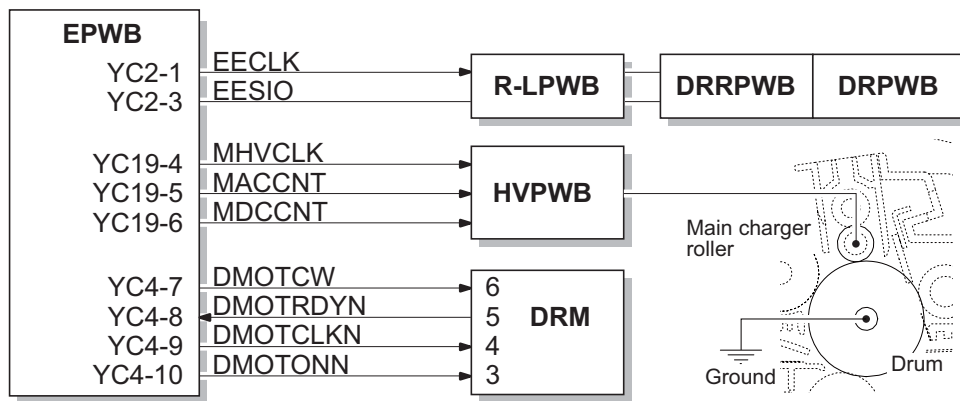 EPWB
YC2-1 EECLK
YC2-3 EESIO
R-LPWB
DRRPWB
DRPWB
YC19-4 MHVCLK
YC19-5 MACCNT
YC19-6 MDCCNT
HVPWB
Main charger
roller
YC4-7 DMOTCW 6
YC4-8 DMOTRDYN 5
YC4-9 DMOTCLKN 4
YC4-10 DMOTONN 3
DRM
Ground
Drum